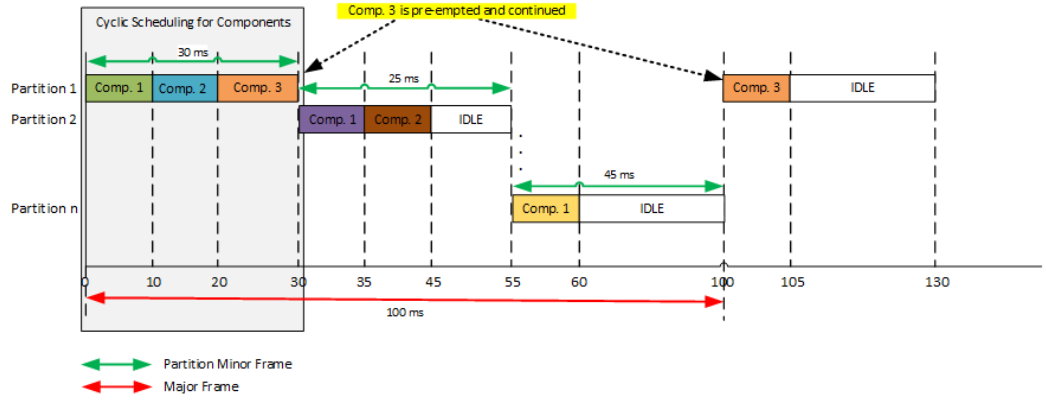 Comp. 3 is pre-empted and continued
Cyclic Scheduling for Components
30 ms
25 ms
Partition 1
Comp. 1
Comp. 2
Comp. 3
Comp. 3
IDLE
Partition 2
Comp. 1
Comp. 2
IDLE
.
.
.
45 ms
Partition n
Comp. 1
IDLE
0
10
20
30
35
45
55
60
100
105
130
100 ms
Partition Minor Frame
Major Frame